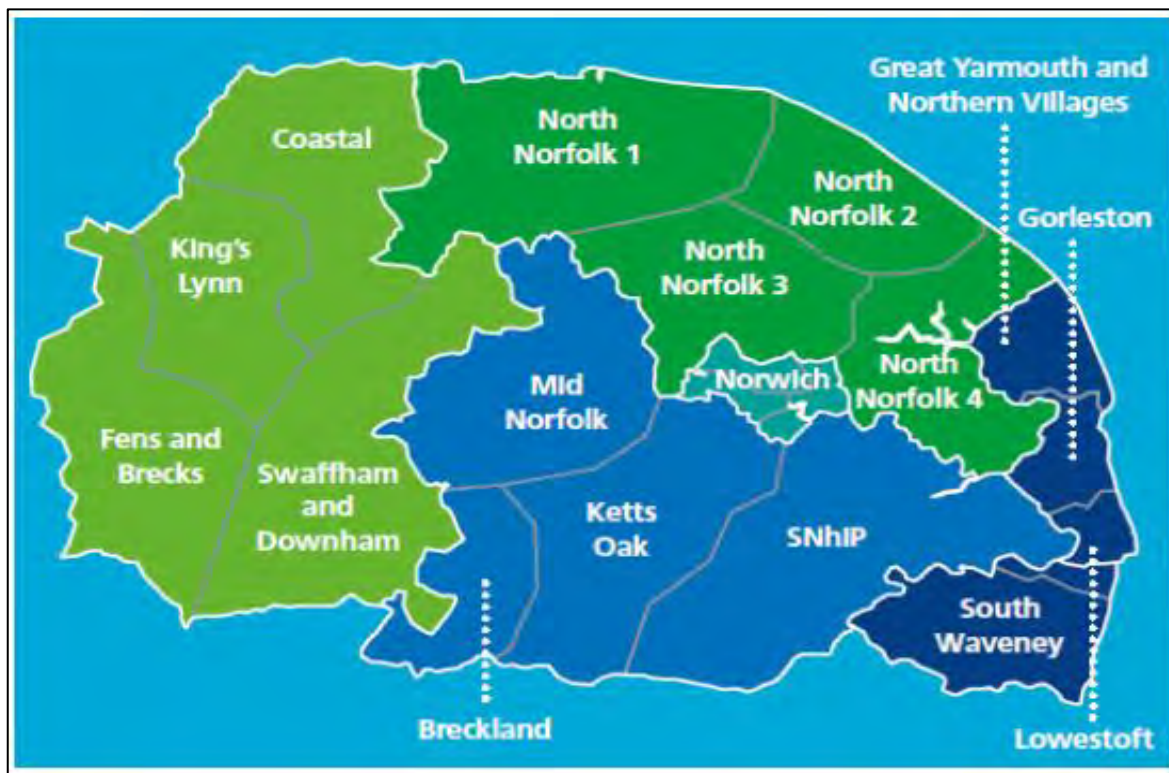 Great Yarmouth and
Northern Villages
Coastal
North
Norfolk 1
North
Norfolk 2
Gorleston
King's
Lynn
North
Norfolk 3
Mid
Norfolk
Norwich
North
Norfolk 4
Fens and
Brecks
Swaffham
and
Downham
Ketts
Oak
SNhIP
South
Waveney
Breckland
Lowestoft